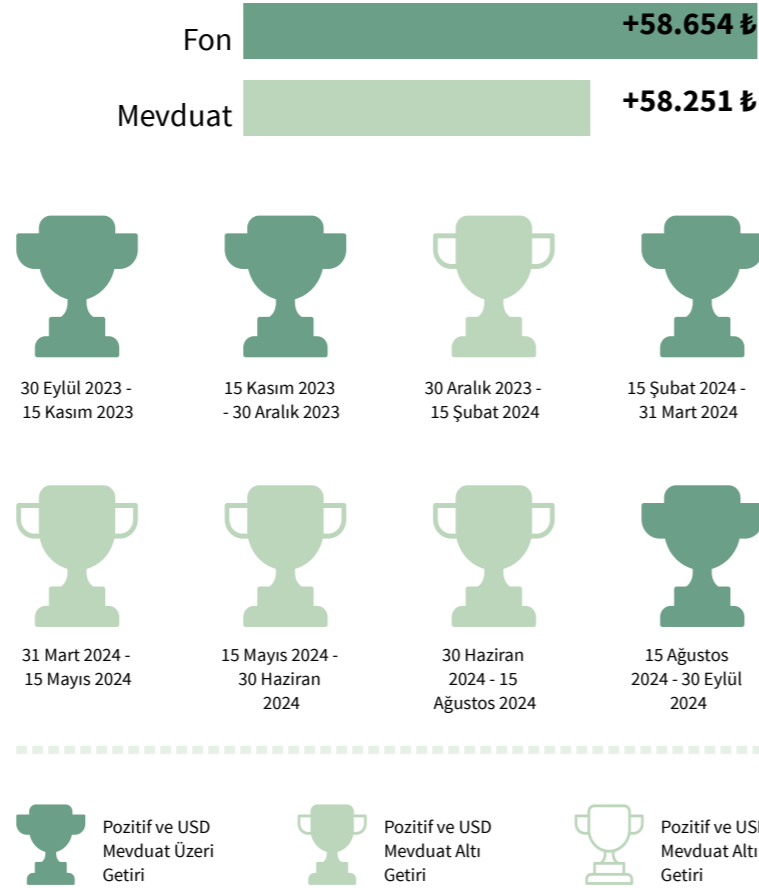 Fon
+58.654 ₺
Mevduat
+58.251 ₺
30 Eylül 2023 -
15 Kasım 2023
15 Kasım 2023
- 30 Aralık 2023
30 Aralık 2023 -
15 Şubat 2024
15 Şubat 2024 -
31 Mart 2024
31 Mart 2024 -
15 Mayıs 2024
15 Mayıs 2024 -
30 Haziran
2024
30 Haziran
2024 - 15
Ağustos 2024
15 Ağustos
2024 - 30 Eylül
2024
Pozitif ve USD
Mevduat Üzeri
Getiri
Pozitif ve USD
Mevduat Altı
Getiri
Pozitif ve USD
Mevduat Altı
Getiri